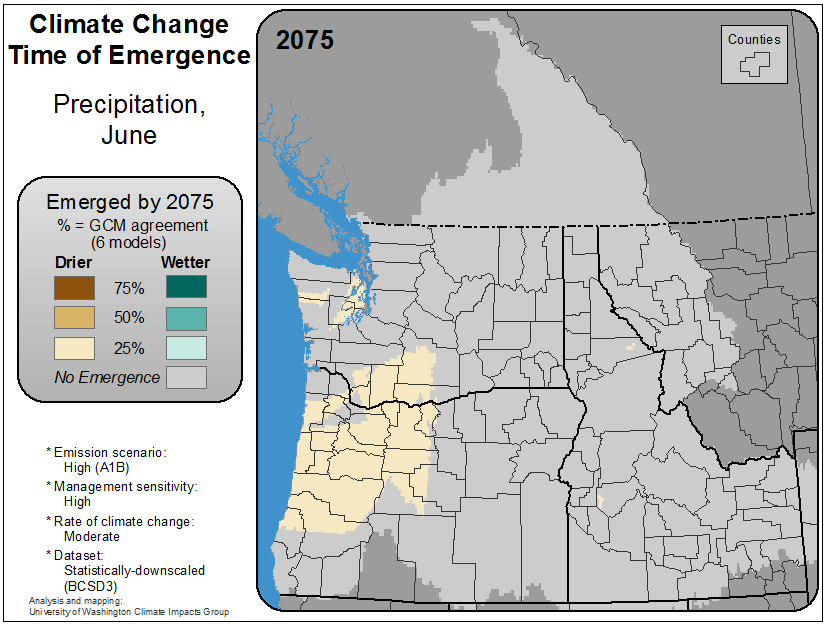 Climate Change
Time of Emergence
Precipitation,
June
Emerged by 2075
% = GCM agreement
(6 models)
Drier Wetter
75%
50%
25%
No Emergence
* Emission scenario:
High (A1B)
* Management sensitivity:
High
* Rate of climate change:
Moderate
* Dataset:
Statistically-downscaled
(BCSD3)
Analysis and mapping:
University of Washington Climate Impacts Group
2075
Counties